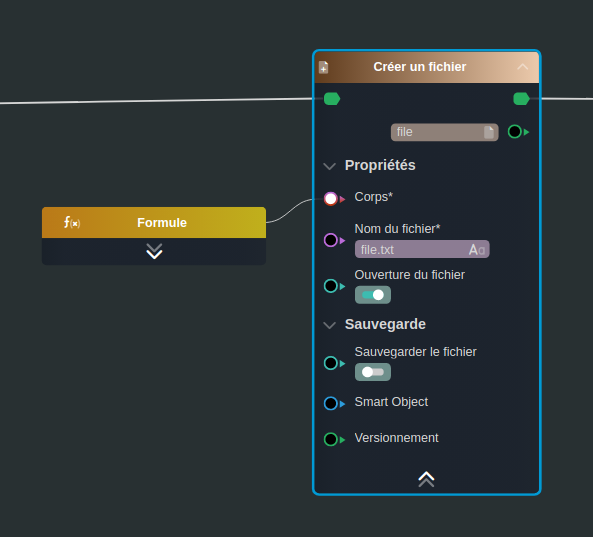 Créer un fichier
file
Propriétés
Corps*
f(x) Formule
Nom du fichier*
file.txt Aa
Ouverture du fichier
Sauvegarde
Sauvegarder le fichier
Smart Object
Versionnement